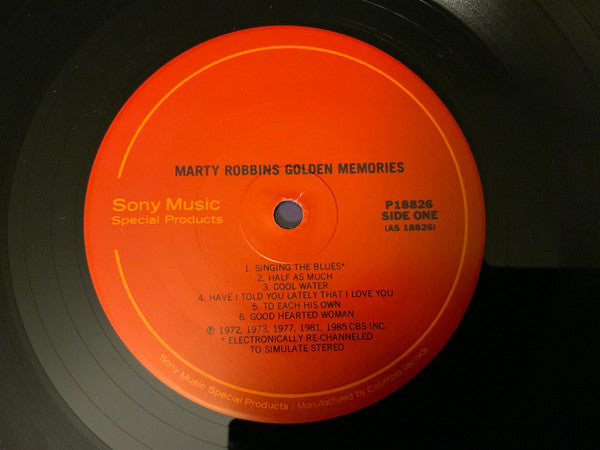 MARTY ROBBINS GOLDEN MEMORIES
Sony Music
Special Products
P18826
SIDE ONE
(AS 18826)
1. SINGING THE BLUES*
2. HALF AS MUCH
3. COOL WATER
4. HAVE I TOLD YOU LATELY THAT I LOVE YOU
5. TO EACH HIS OWN
6. GOOD HEARTED WOMAN
℗ 1972, 1973, 1977, 1981, 1985 CBS INC.
* ELECTRONICALLY RE-CHANNELED
TO SIMULATE STEREO
Sony Music Special Products / Manufactured by Columbia Records